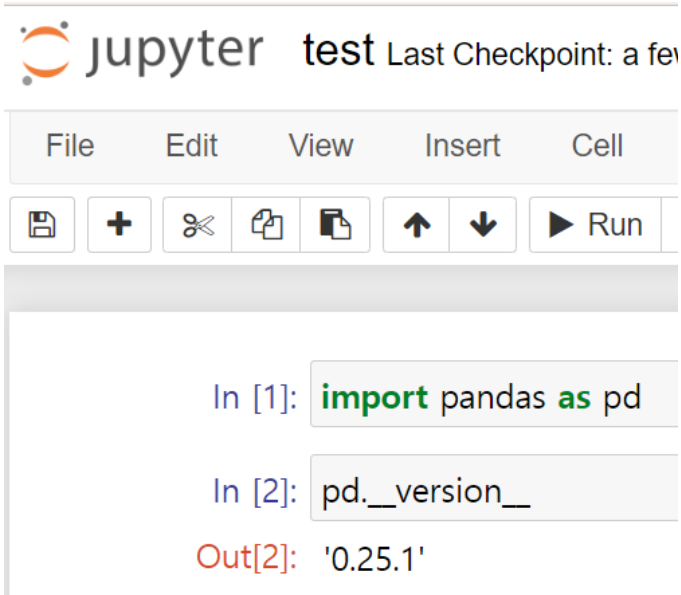 jupyter test Last Checkpoint: a few
File Edit View Insert Cell
Run
In [1]: import pandas as pd
In [2]: pd.__version__
Out[2]: '0.25.1'